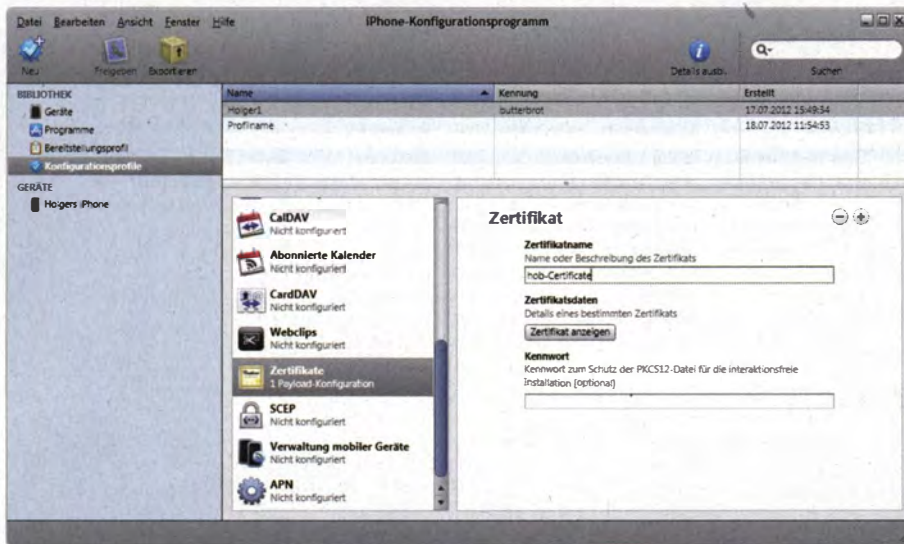 iPhone-Konfigurationsprogramm
Datei Bearbeiten Ansicht Fenster Hilfe
Neu Freigeben Exportieren Details ausbl. Suchen
BIBLIOTHEK
Geräte
Programme
Bereitstellungsprofil
Konfigurationsprofile
GERÄTE
Holgers iPhone
Name Kennung Erstellt
Holger1 butterbrot 17.07.2012 15:49:34
Profilname 18.07.2012 11:54:53
CalDAV
Nicht konfiguriert
Abonnierte Kalender
Nicht konfiguriert
CardDAV
Nicht konfiguriert
Webclips
Nicht konfiguriert
Zertifikate
1 Payload-Konfiguration
SCEP
Nicht konfiguriert
Verwaltung mobiler Geräte
Nicht konfiguriert
APN
Nicht konfiguriert
Zertifikat
Zertifikatname
Name oder Beschreibung des Zertifikats
hob-Certificate
Zertifikatsdaten
Details eines bestimmten Zertifikats
Zertifikat anzeigen
Kennwort
Kennwort zum Schutz der PKCS12-Datei für die interaktionsfreie
Installation (optional)